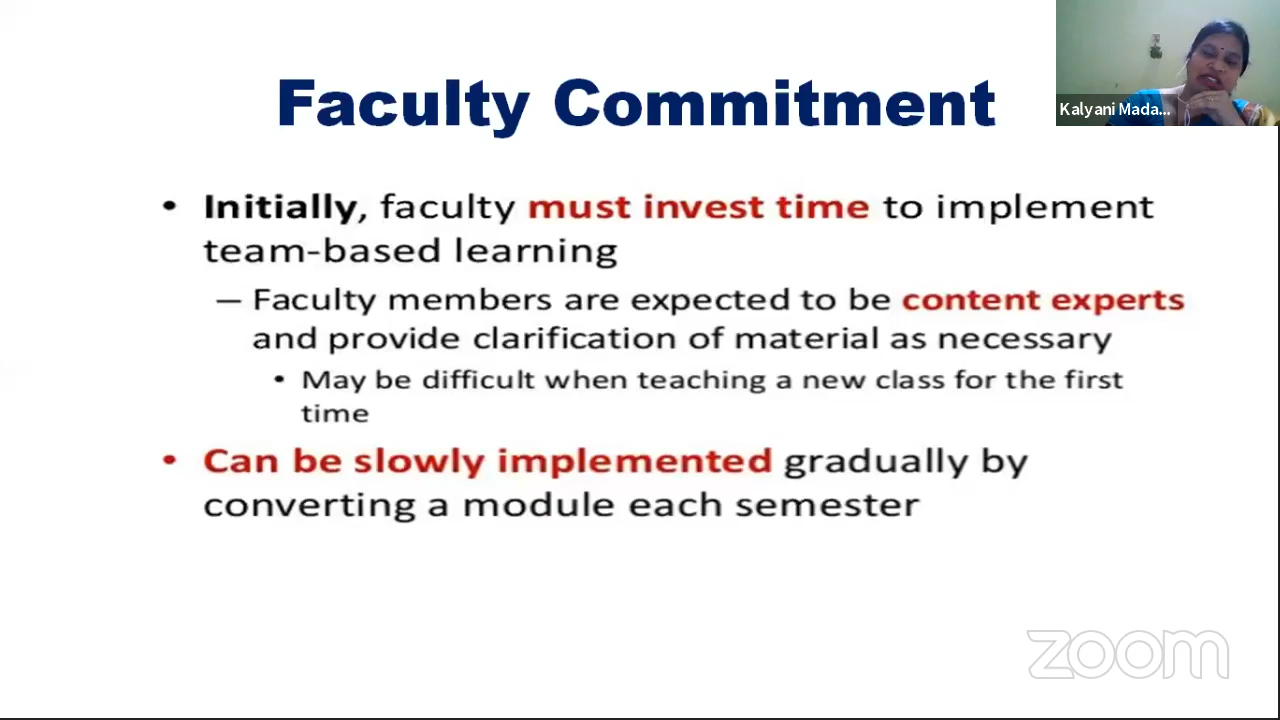 Faculty Commitment
Kalyani Mada...
• Initially, faculty must invest time to implement
team-based learning
– Faculty members are expected to be content experts
and provide clarification of material as necessary
• May be difficult when teaching a new class for the first
time
• Can be slowly implemented gradually by
converting a module each semester
zoom